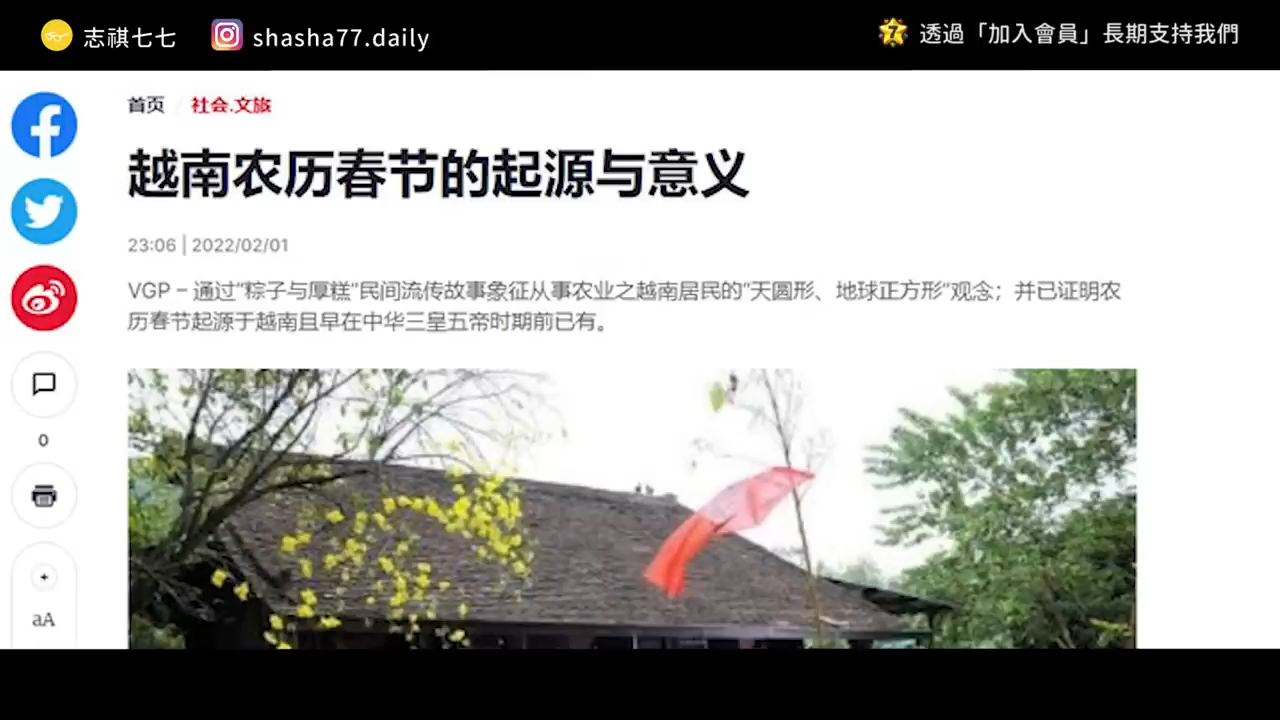 志祺七七
shasha77.daily
透過「加入會員」長期支持我們
首页 / 社会.文旅
越南农历春节的起源与意义
23:06 | 2022/02/01
VGP – 通过“粽子与厚糕”民间流传故事象征从事农业之越南居民的“天圆形、地球正方形”观念；并已证明农
历春节起源于越南且早在中华三皇五帝时期前已有。
0
+
aA